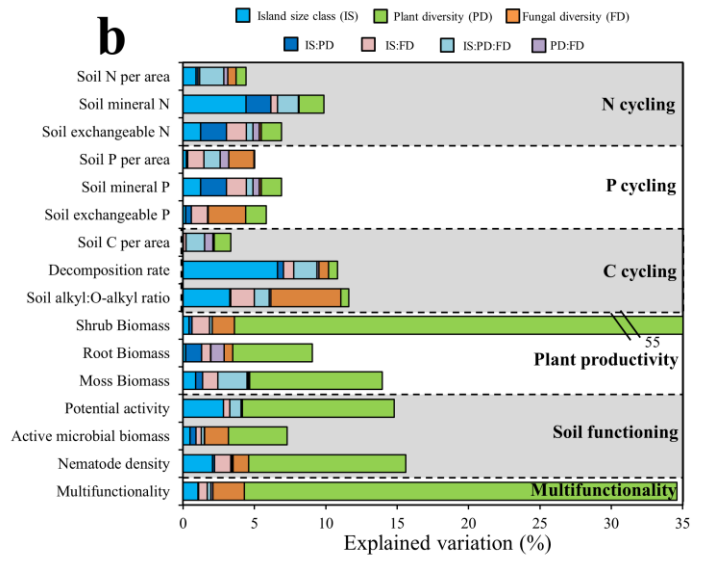 b
Island size class (IS) Plant diversity (PD) Fungal diversity (FD)
IS:PD IS:FD IS:PD:FD PD:FD
Soil N per area
Soil mineral N N cycling
Soil exchangeable N
Soil P per area
Soil mineral P P cycling
Soil exchangeable P
Soil C per area
Decomposition rate C cycling
Soil alkyl:O-alkyl ratio
Shrub Biomass
55
Root Biomass Plant productivity
Moss Biomass
Potential activity
Active microbial biomass Soil functioning
Nematode density
Multifunctionality Multifunctionality
0 5 10 15 20 25 30 35
Explained variation (%)